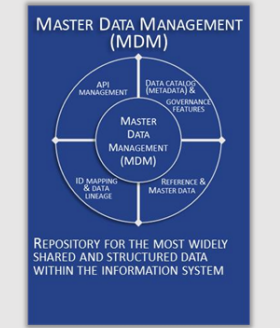 MASTER DATA MANAGEMENT
(MDM)
API
MANAGEMENT
DATA CATALOG
(METADATA) &
GOVERNANCE
FEATURES
MASTER
DATA
MANAGEMENT
(MDM)
ID MAPPING
& DATA
LINEAGE
REFERENCE &
MASTER DATA
REPOSITORY FOR THE MOST WIDELY
SHARED AND STRUCTURED DATA
WITHIN THE INFORMATION SYSTEM